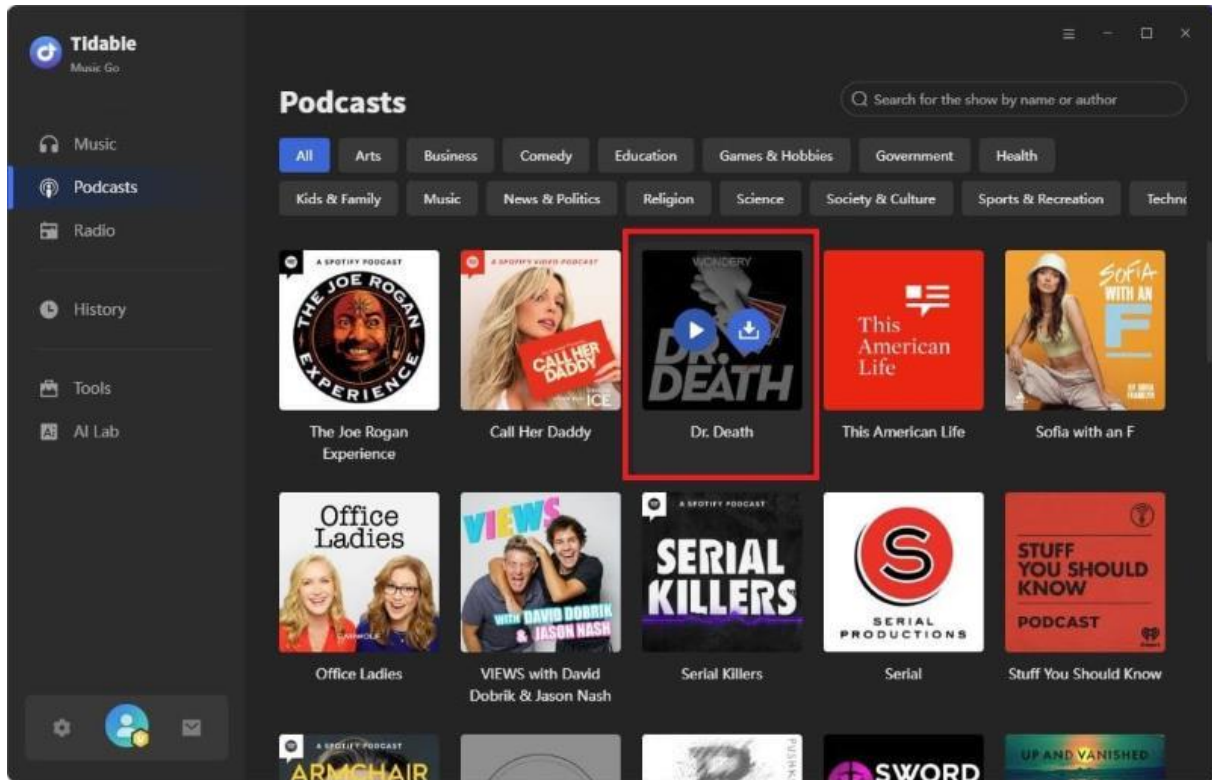 Tidable
Music Go
Music
Podcasts
Radio
History
Tools
AI Lab
Podcasts
Search for the show by name or author
All Arts Business Comedy Education Games & Hobbies Government Health
Kids & Family Music News & Politics Religion Science Society & Culture Sports & Recreation Techno
A SPOTIFY PODCAST
THE JOE ROGAN
EXPERIENCE
The Joe Rogan
Experience
A SPOTIFY VIDEO PODCAST
CALL HER
DADDY
ICE
Call Her Daddy
WONDERY
DR.
DEATH
Dr. Death
This
American
Life
This American Life
SOFIA
WITH AN
F
Sofia with an F
Office
Ladies
EARWOLF
Office Ladies
VIEWS
WITH DAVID DOBRIK
& JASON NASH
VIEWS with David
Dobrik & Jason Nash
A SPOTIFY PODCAST
SERIAL
KILLERS
Serial Killers
S
SERIAL
PRODUCTIONS
Serial
STUFF
YOU SHOULD
KNOW
PODCAST
Stuff You Should Know
A SPOTIFY PODCAST
ARMCHAIR
SWORD
UP AND VANISHED